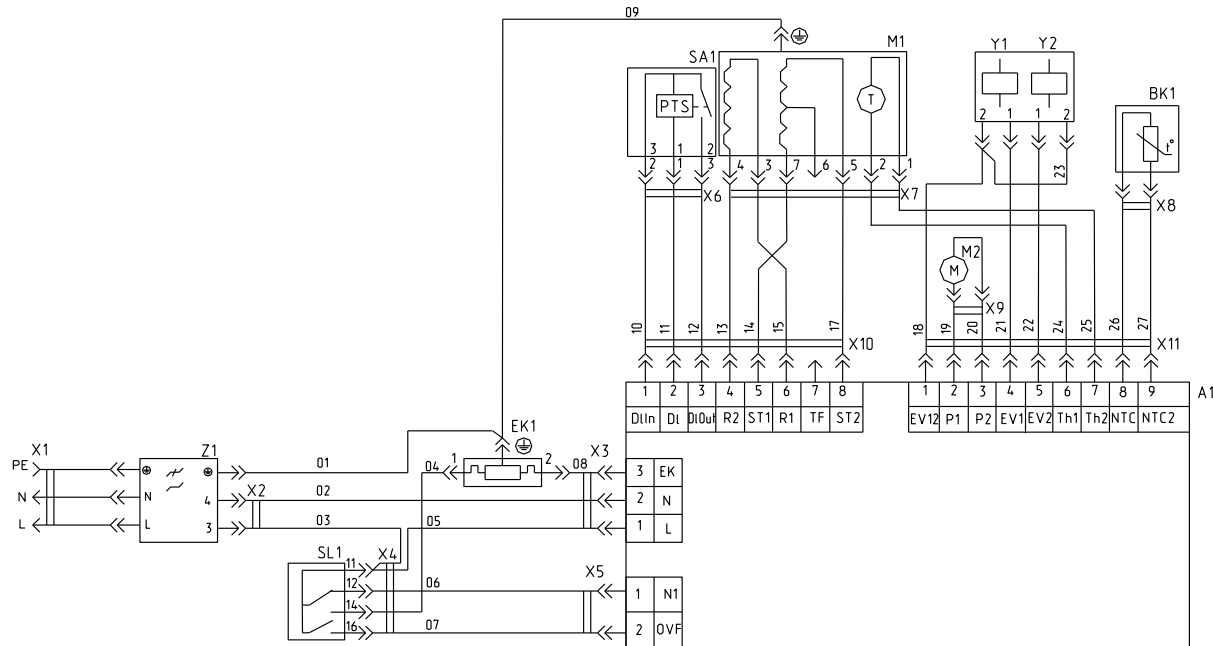 09
SA1
M1
Y1 Y2
BK1
PTS
T
t°
3 1 2
2 1 1 2
2 1 3 4 3 7 6 5 2 1
X6
X7
23
X8
M2
M
X9
10 11 12 13 14 15 17
18 19 20 21 22 24 25 26 27
X10
X11
A1
1 2 3 4 5 6 7 8
DlIn Dl DlOut R2 ST1 R1 TF ST2
1 2 3 4 5 6 7 8 9
EV12 P1 P2 EV1 EV2 Th1 Th2 NTC NTC2
EK1
X1
Z1
X3
PE
01
04
1 2
08
3 EK
N
N
4
X2
02
2 N
L
L
3
03
05
1 L
SL1
X4
X5
11
12
06
1 N1
14
16
07
2 OVF